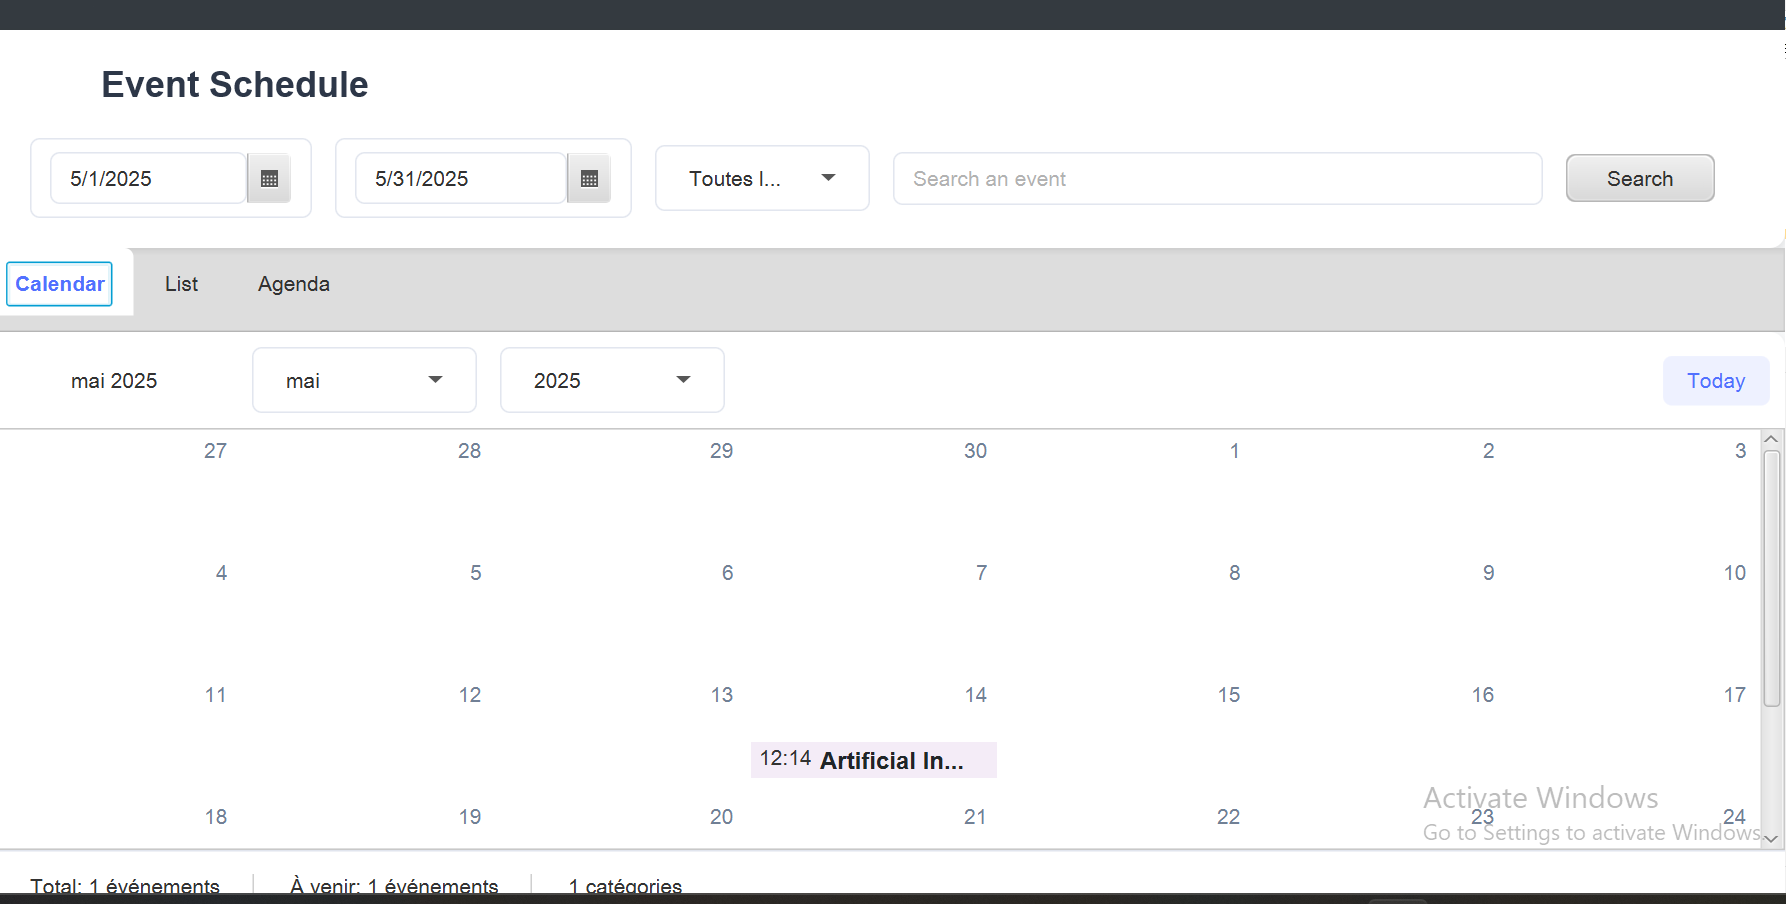 Event Schedule
5/1/2025
5/31/2025
Toutes l...
Search an event
Search
Calendar
List
Agenda
mai 2025
mai
2025
Today
27 28 29 30 1 2 3
4 5 6 7 8 9 10
11 12 13 14 15 16 17
12:14 Artificial In...
18 19 20 21 22 23 24
Activate Windows
Go to Settings to activate Windows.
Total: 1 événements
À venir: 1 événements
1 catégories